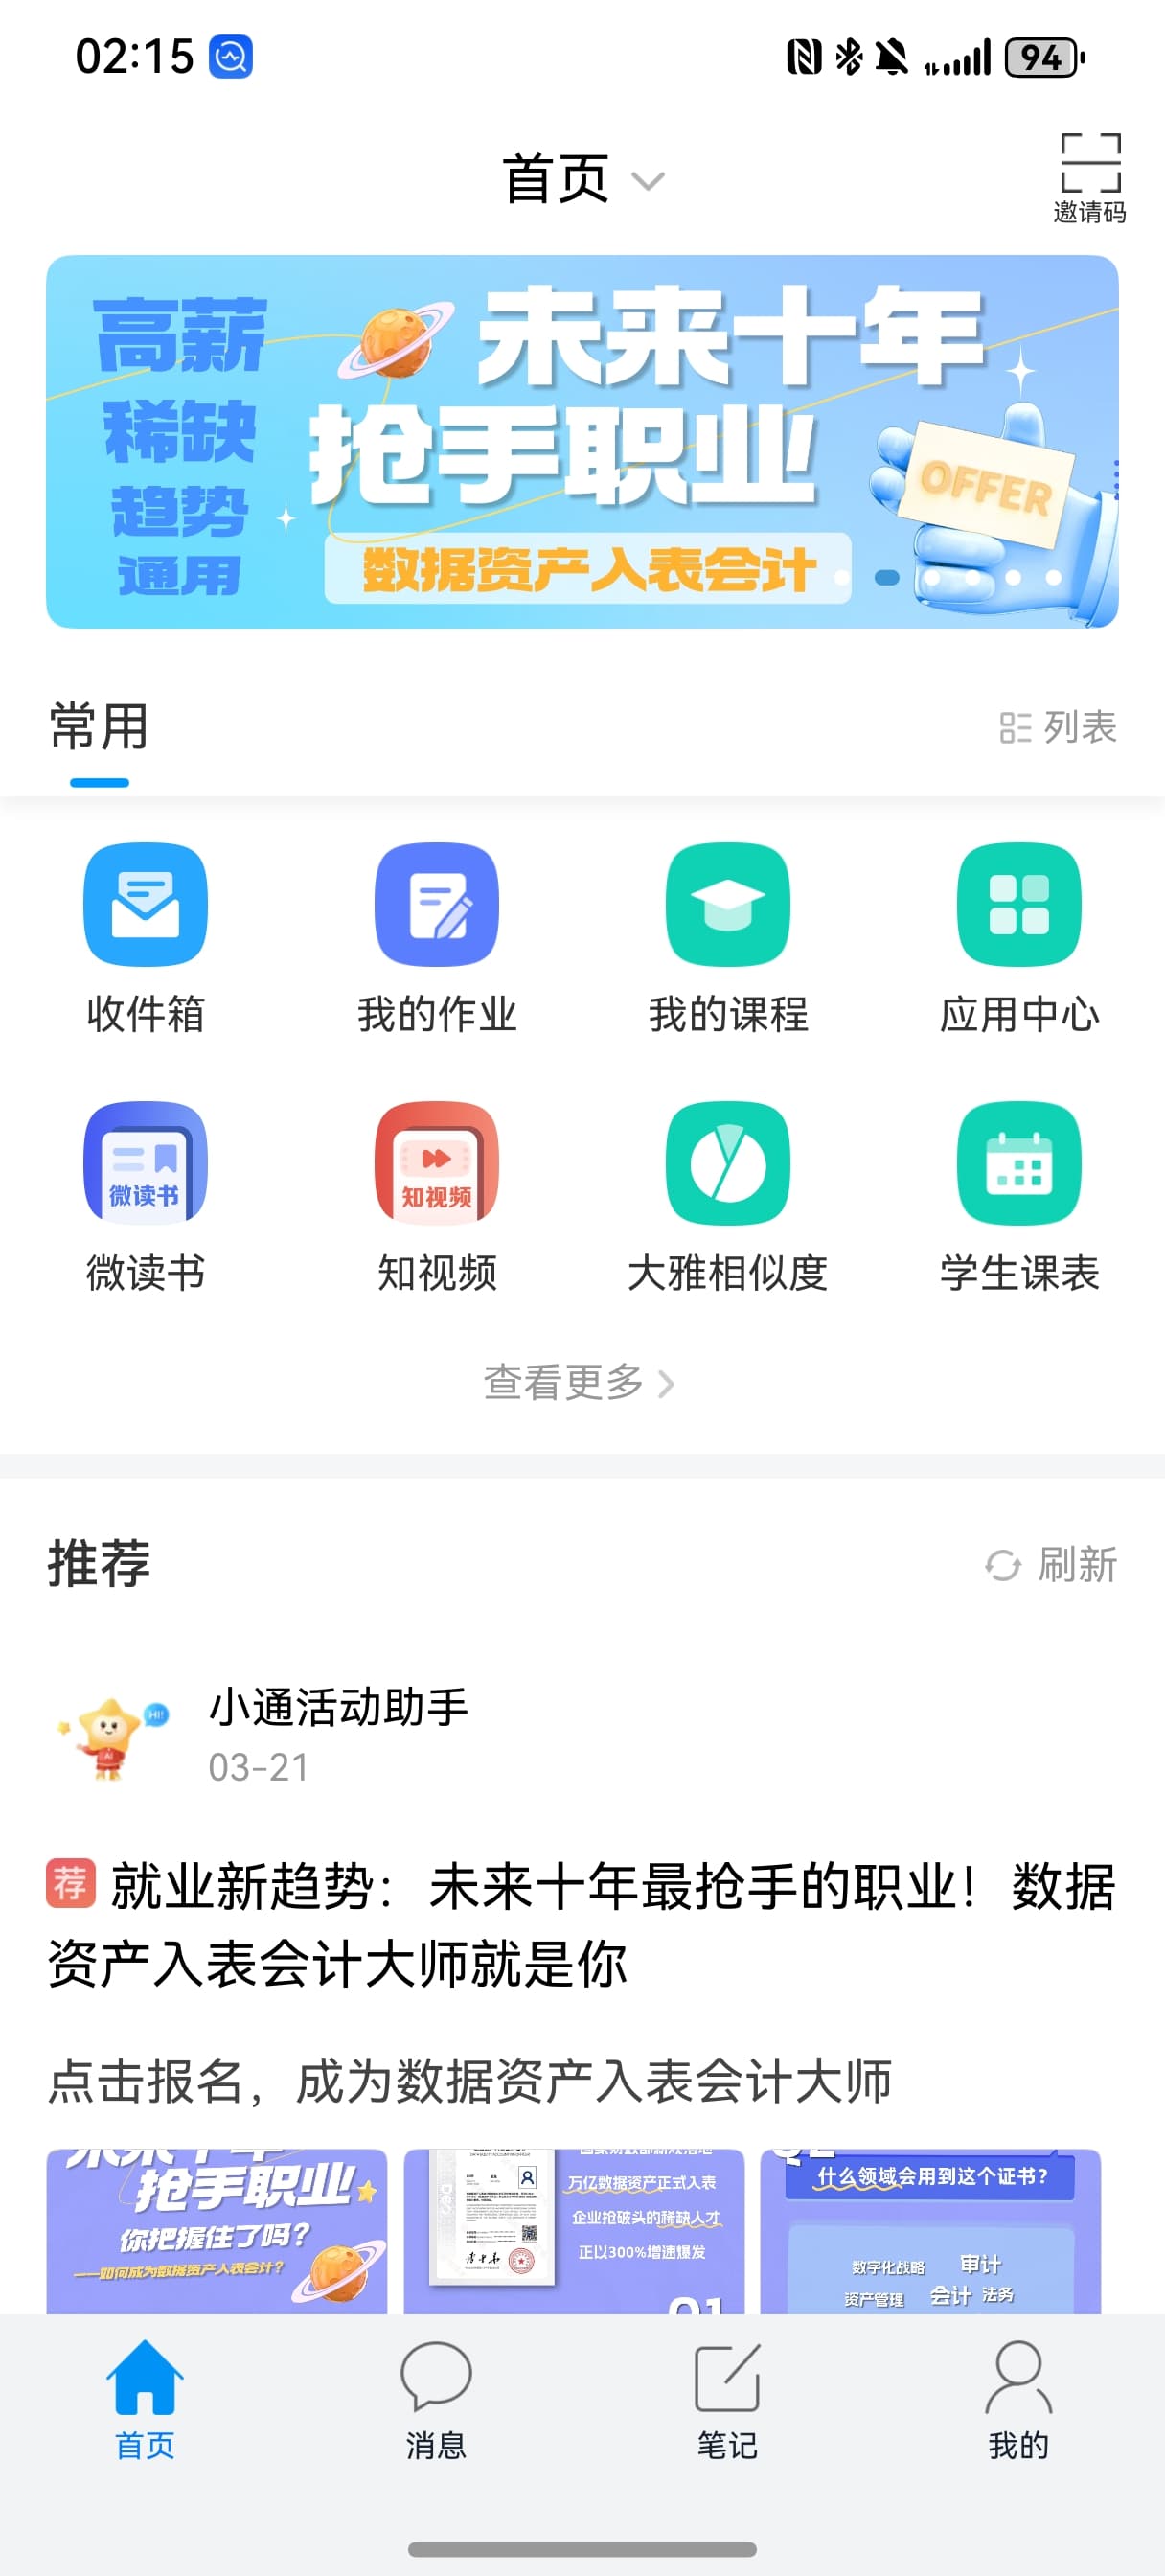 02:15
94
首页
邀请码
高薪
稀缺
趋势
通用
未来十年
抢手职业
数据资产入表会计
OFFER
常用
列表
收件箱
我的作业
我的课程
应用中心
微读书
知视频
微读书
知视频
大雅相似度
学生课表
查看更多
推荐
刷新
HI!
AI
小通活动助手
03-21
荐 就业新趋势：未来十年最抢手的职业！数据
资产入表会计大师就是你
点击报名，成为数据资产入表会计大师
未来十年
抢手职业
你把握住了吗？
——如何成为数据资产入表会计？
万亿数据资产正式入表
企业抢破头的稀缺人才
正以300%增速爆发
01
什么领域会用到这个证书？
数字化战略
审计
资产管理
会计
法务
首页
消息
笔记
我的